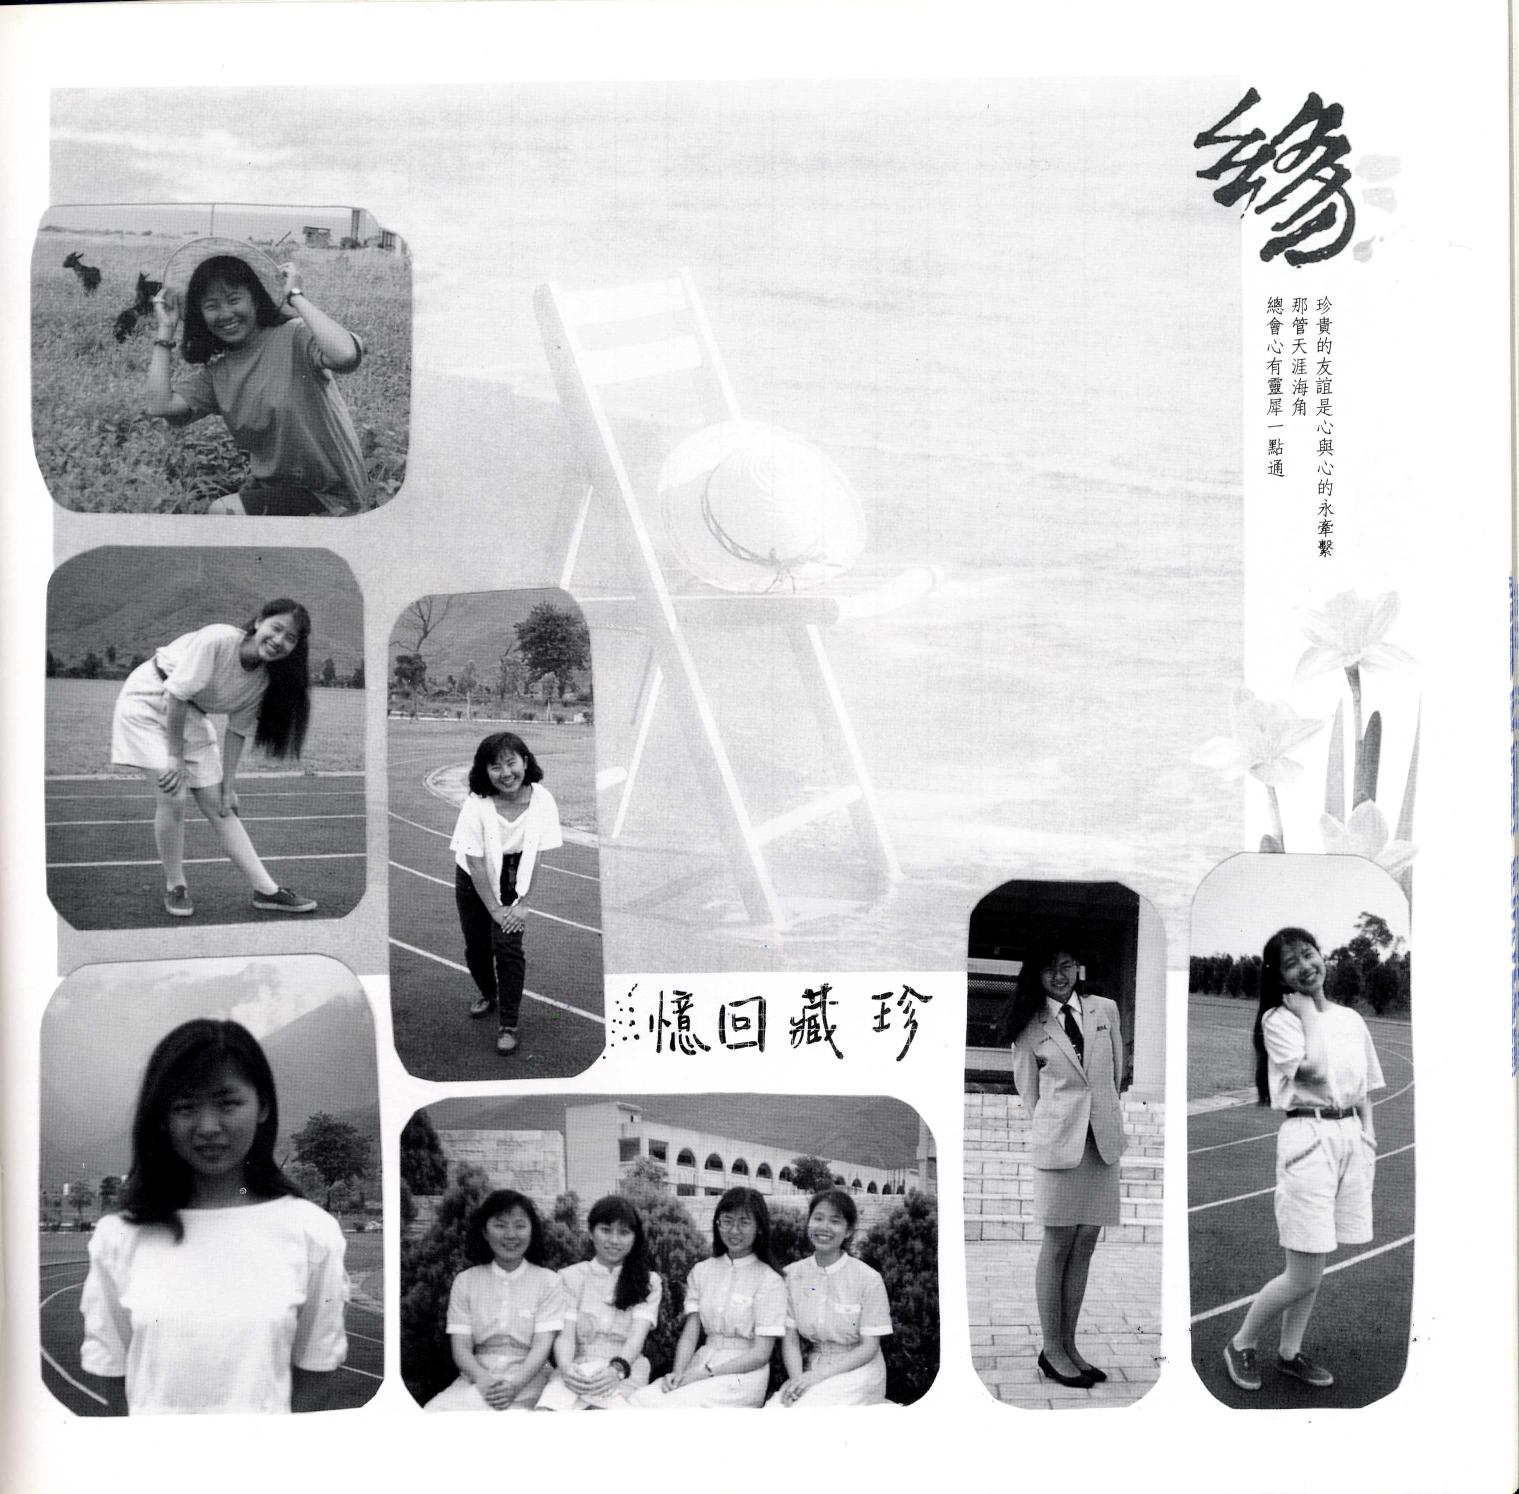 緣
珍貴的友誼是心與心的永牽繫
那管天涯海角
總會心有靈犀一點通
珍藏回憶